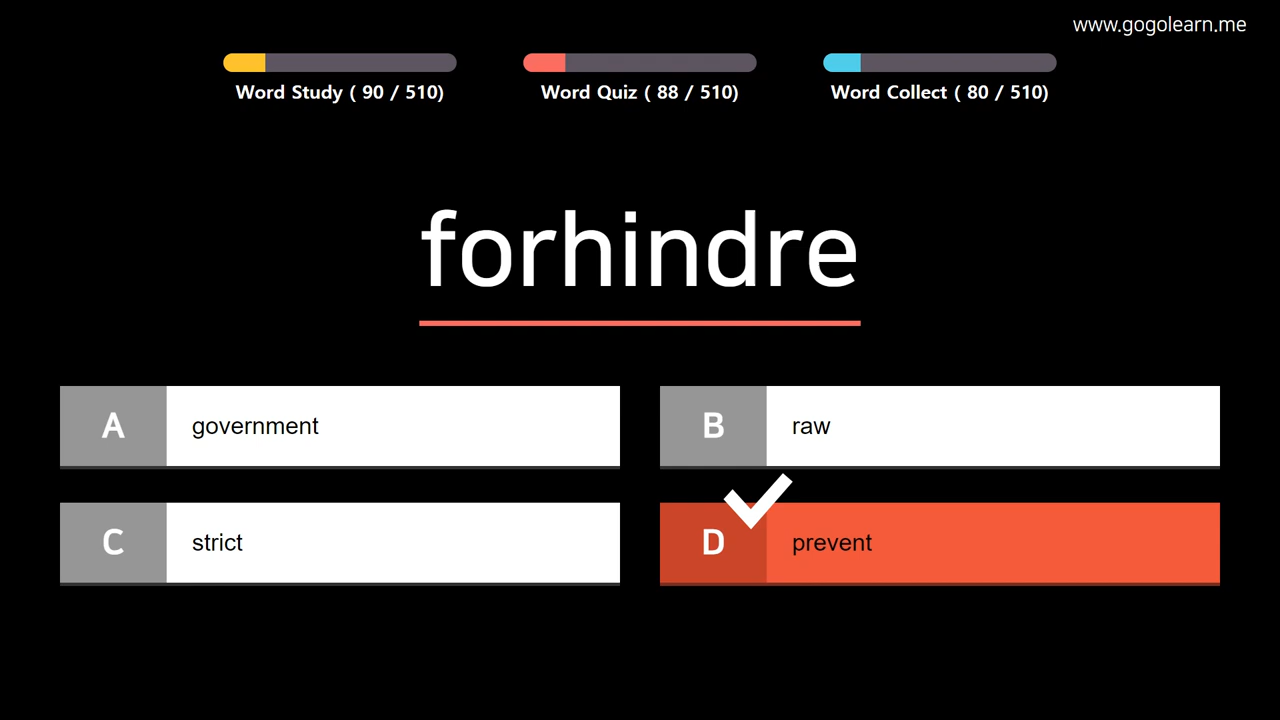 www.gogolearn.me
Word Study ( 90 / 510)
Word Quiz ( 88 / 510)
Word Collect ( 80 / 510)
forhindre
A government
B raw
C strict
D prevent